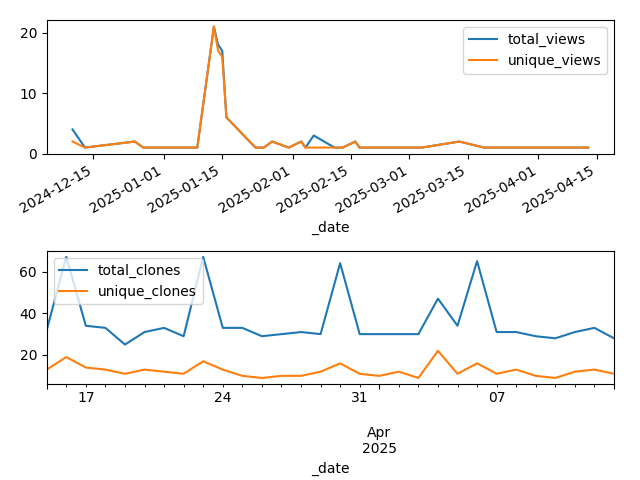 20
10
0
total_views
unique_views
2024-12-15
2025-01-01
2025-01-15
2025-02-01
2025-02-15
2025-03-01
2025-03-15
2025-04-01
2025-04-15
_date
60
40
20
total_clones
unique_clones
17
24
31
07
Apr
2025
_date